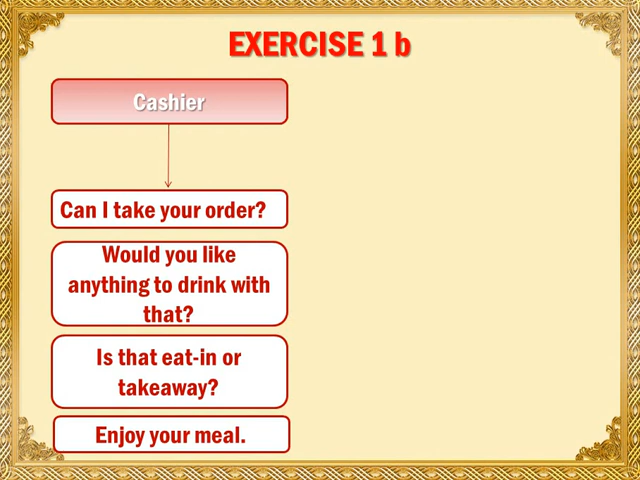 EXERCISE 1 b
Cashier
Can I take your order?
Would you like
anything to drink with
that?
Is that eat-in or
takeaway?
Enjoy your meal.